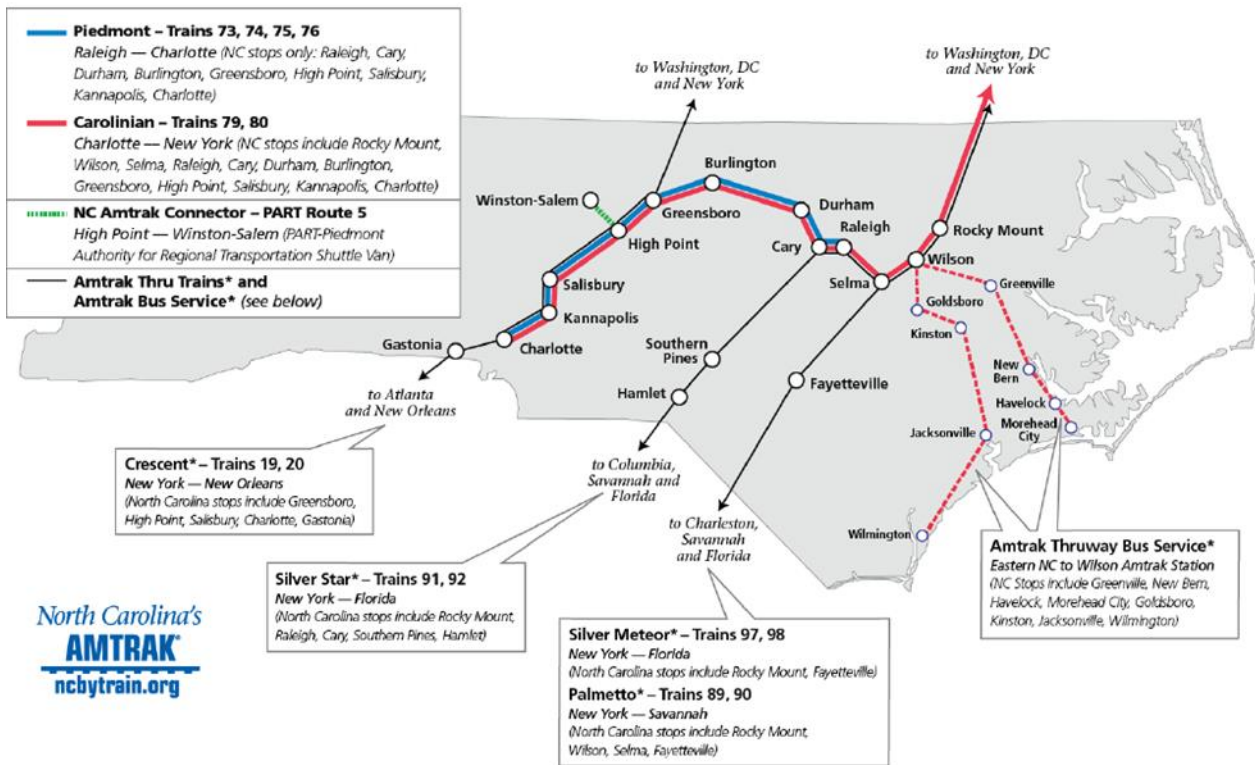 Piedmont – Trains 73, 74, 75, 76
Raleigh — Charlotte (NC stops only: Raleigh, Cary,
Durham, Burlington, Greensboro, High Point, Salisbury,
Kannapolis, Charlotte)
Carolinian – Trains 79, 80
Charlotte — New York (NC stops include Rocky Mount,
Wilson, Selma, Raleigh, Cary, Durham, Burlington,
Greensboro, High Point, Salisbury, Kannapolis, Charlotte)
NC Amtrak Connector – PART Route 5
High Point — Winston-Salem (PART-Piedmont
Authority for Regional Transportation Shuttle Van)
Amtrak Thru Trains* and
Amtrak Bus Service* (see below)
to Washington, DC
and New York
to Washington, DC
and New York
Burlington
Winston-Salem
Greensboro
Durham
High Point
Cary
Raleigh
Rocky Mount
Wilson
Salisbury
Selma
Greenville
Goldsboro
Kannapolis
Kinston
Charlotte
Gastonia
Southern
Pines
New
Bern
Hamlet
Fayetteville
Havelock
Morehead
City
to Atlanta
and New Orleans
Jacksonville
to Columbia,
Savannah and
Florida
to Charleston,
Savannah
and Florida
Wilmington
Crescent* – Trains 19, 20
New York — New Orleans
(North Carolina stops include Greensboro,
High Point, Salisbury, Charlotte, Gastonia)
Silver Star* – Trains 91, 92
New York — Florida
(North Carolina stops include Rocky Mount,
Raleigh, Cary, Southern Pines, Hamlet)
Amtrak Thruway Bus Service*
Eastern NC to Wilson Amtrak Station
(NC Stops include Greenville, New Bern,
Havelock, Morehead City, Goldsboro,
Kinston, Jacksonville, Wilmington)
Silver Meteor* – Trains 97, 98
New York — Florida
(North Carolina stops include Rocky Mount, Fayetteville)
Palmetto* – Trains 89, 90
New York — Savannah
(North Carolina stops include Rocky Mount,
Wilson, Selma, Fayetteville)
North Carolina's
AMTRAK®
ncbytrain.org